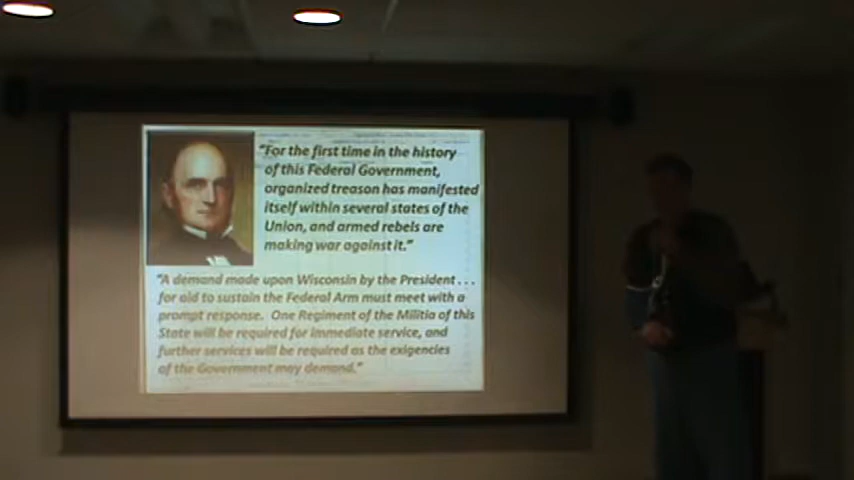 "For the first time in the history
of this Federal Government,
organized treason has manifested
itself within several states of the
Union, and armed rebels are
making war against it."
"A demand made upon Wisconsin by the President . . .
for aid to sustain the Federal Arm must meet with a
prompt response.  One Regiment of the Militia of this
State will be required for immediate service, and
further services will be required as the exigencies
of the Government may demand."